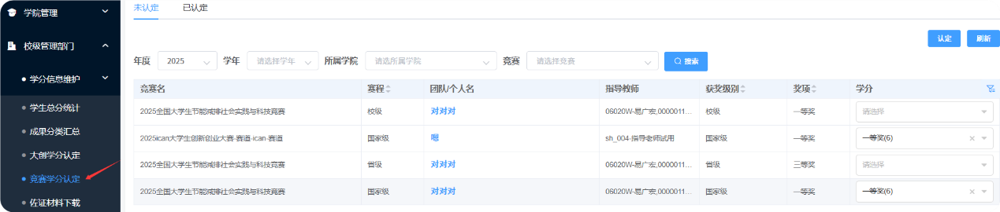 学院管理
校级管理部门
学分信息维护
学生总分统计
成果分类汇总
大创学分认定
竞赛学分认定
佐证材料下载
未认定 已认定
认定 刷新
年度 2025 学年 请选择学年 所属学院 请选所属学院 竞赛 请选择竞赛 搜索
竞赛名 赛程 团队/个人名 指导教师 获奖级别 奖项 学分
2025全国大学生节能减排社会实践与科技竞赛 校级 对对对 06020W-易广宏,0000011... 校级 一等奖 请选择
2025ican大学生创新创业大赛-赛道-ican-赛道 国家级 嗯 sh_004-指导老师试用 国家级 一等奖 一等奖(6)
2025全国大学生节能减排社会实践与科技竞赛 省级 对对对 06020W-易广宏,0000011... 省级 三等奖 请选择
2025全国大学生节能减排社会实践与科技竞赛 国家级 对对对 06020W-易广宏,0000011... 国家级 一等奖 一等奖(6)